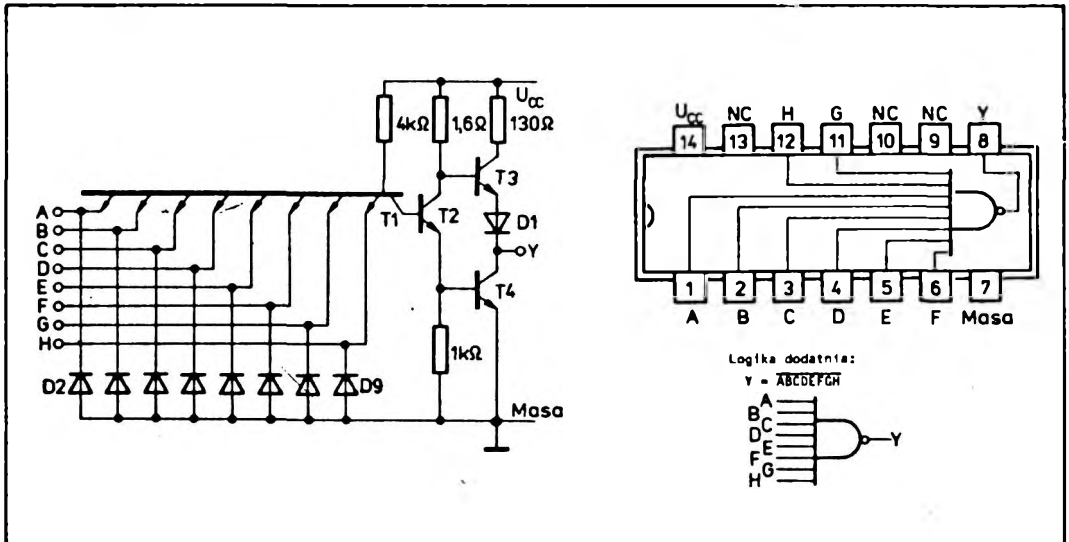 U_CC
4kΩ 1,6Ω 130Ω
T3
A
T1 T2
B
D1
C
Y
D
E
T4
F
G
H
1kΩ
D2 D9
Masa
U_CC NC H G NC NC Y
14 13 12 11 10 9 8
1 2 3 4 5 6 7
A B C D E F Masa
Logika dodatnia:
Y = \overline{ABCDEFGH}
A
B
C
D
E
Y
F
G
H